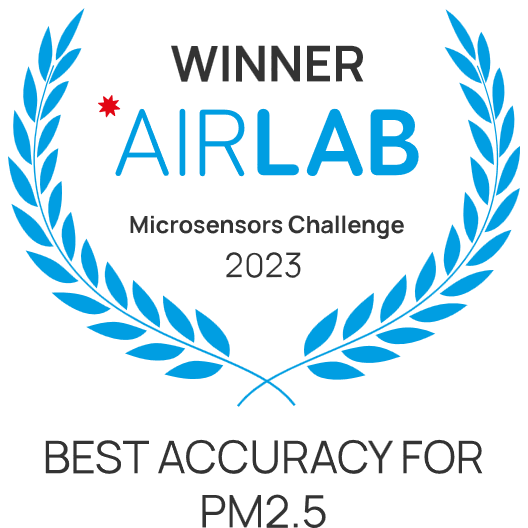 WINNER
AIRLAB
Microsensors Challenge
2023
BEST ACCURACY FOR
PM2.5